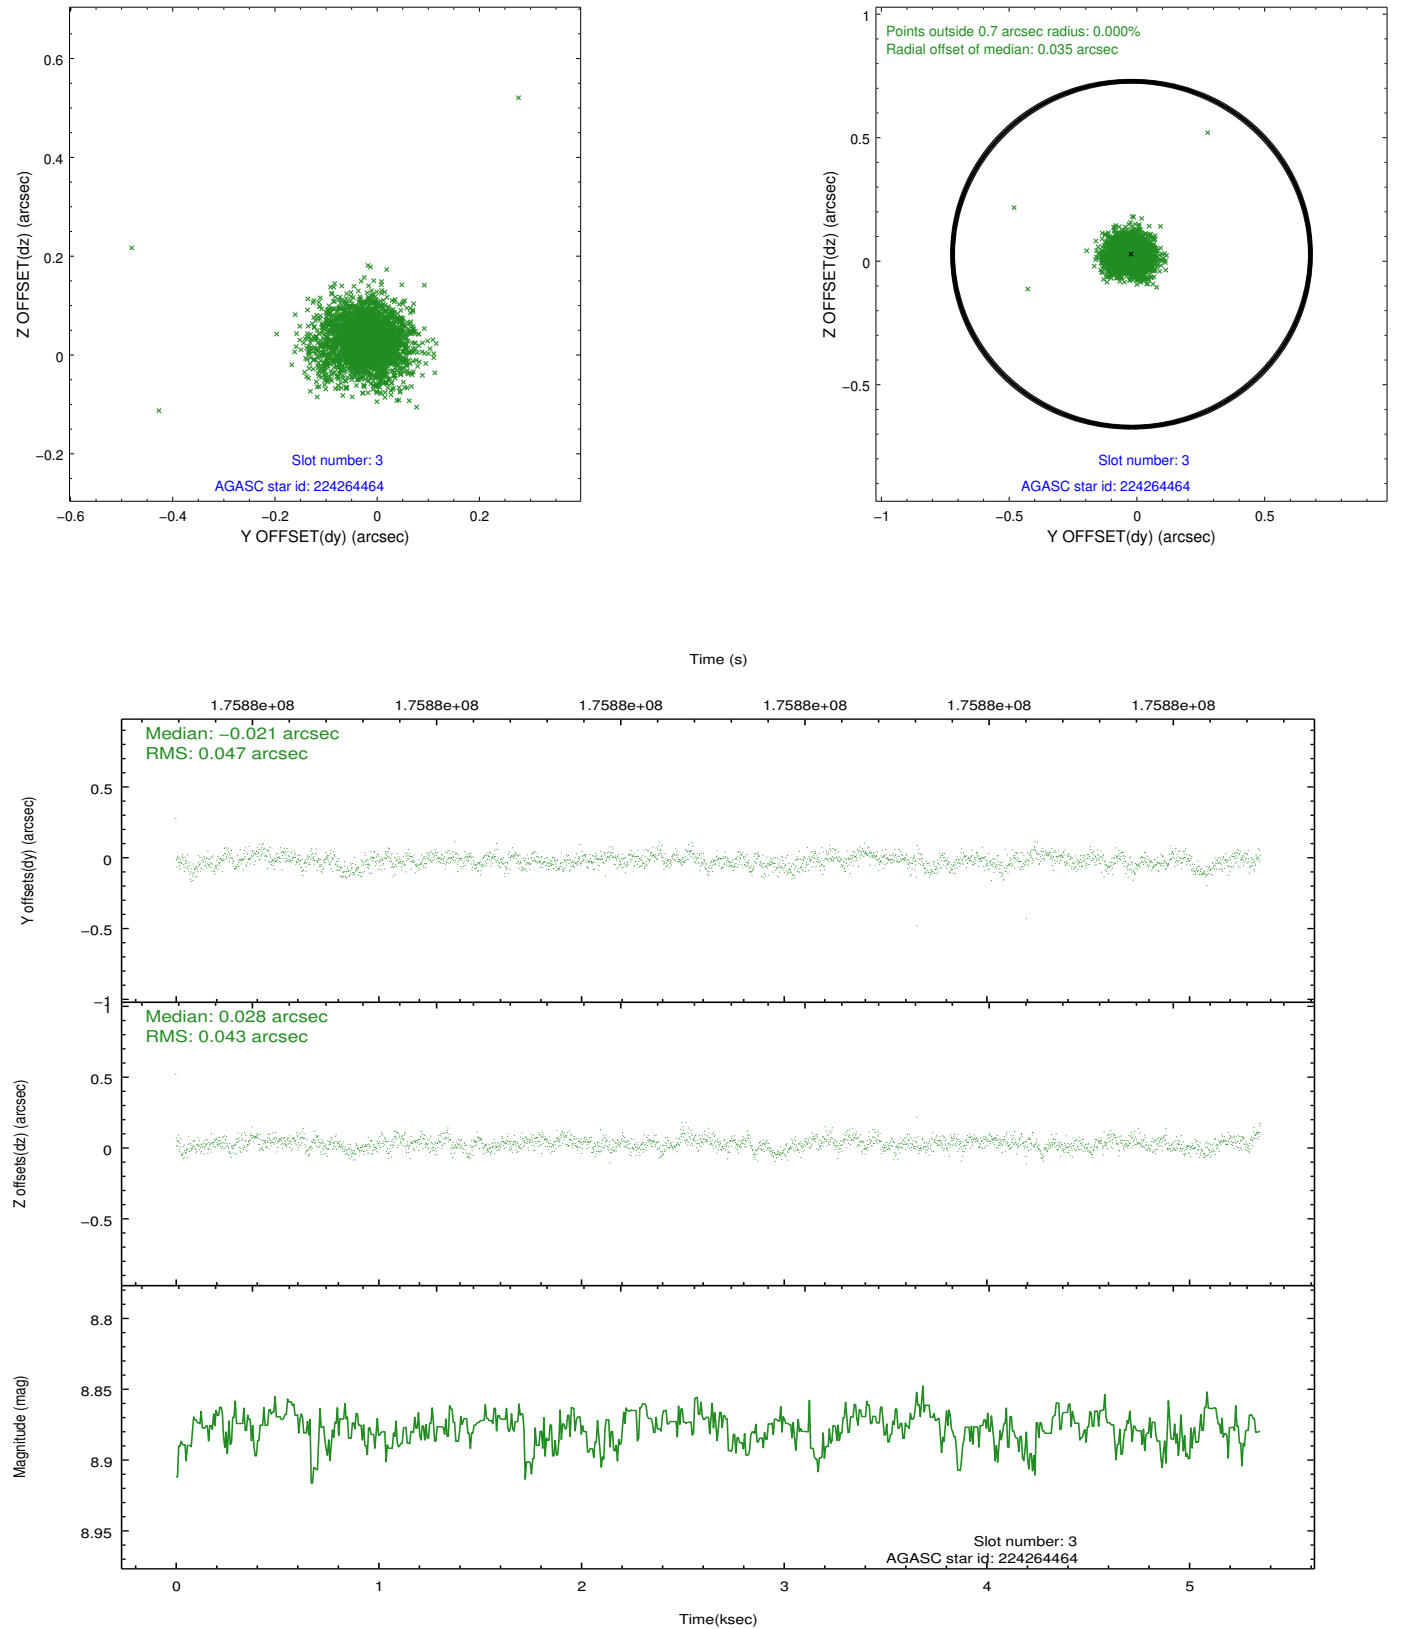 0.6
0.4
0.2
0
−0.2
−0.6
−0.4
−0.2
0
0.2
Z OFFSET(dz) (arcsec)
Y OFFSET(dy) (arcsec)
Slot number: 3
AGASC star id: 224264464
Points outside 0.7 arcsec radius: 0.000%
Radial offset of median: 0.035 arcsec
1
0.5
0
−0.5
−1
−0.5
0
0.5
Z OFFSET(dz) (arcsec)
Y OFFSET(dy) (arcsec)
Slot number: 3
AGASC star id: 224264464
Time (s)
1.7588e+08
1.7588e+08
1.7588e+08
1.7588e+08
1.7588e+08
1.7588e+08
Median: −0.021 arcsec
RMS: 0.047 arcsec
0.5
0
−0.5
−1
Y offsets(dy) (arcsec)
Median: 0.028 arcsec
RMS: 0.043 arcsec
1
0.5
0
−0.5
Z offsets(dz) (arcsec)
8.8
8.85
8.9
8.95
Magnitude (mag)
Slot number: 3
AGASC star id: 224264464
0
1
2
3
4
5
Time(ksec)